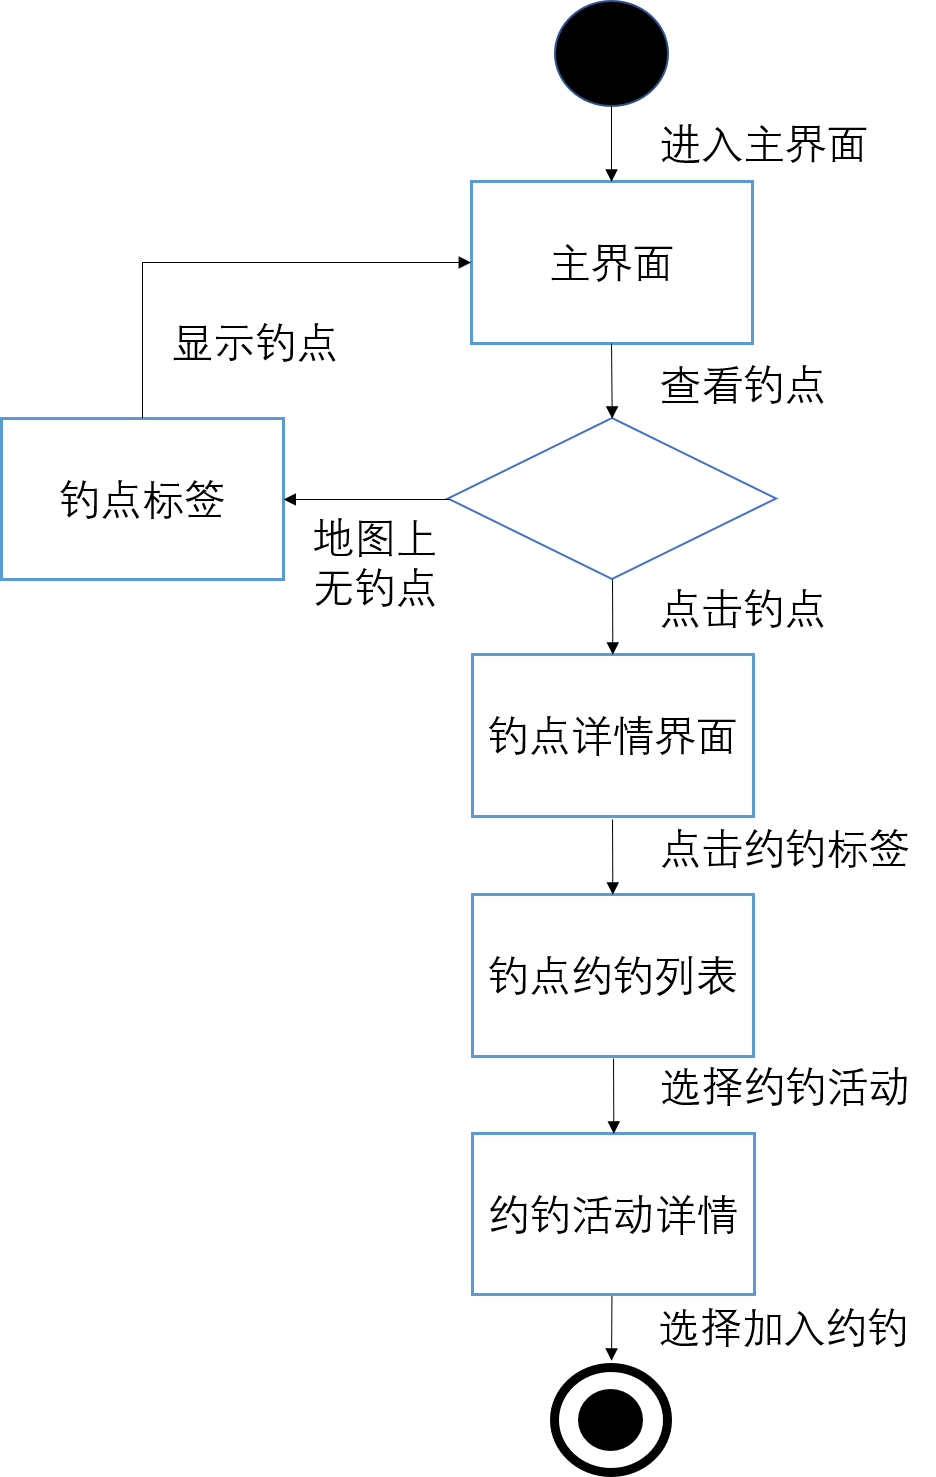 进入主界面
主界面
显示钓点
查看钓点
钓点标签
地图上
无钓点
点击钓点
钓点详情界面
点击约钓标签
钓点约钓列表
选择约钓活动
约钓活动详情
选择加入约钓